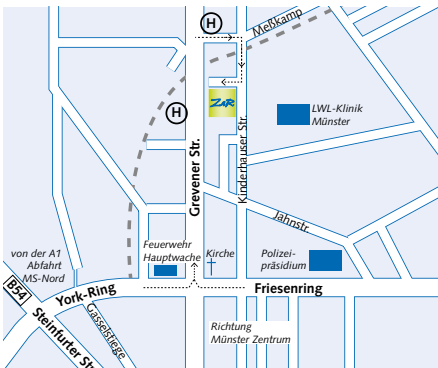 H
Meßkamp
ZAR
H
LWL-Klinik
Münster
Kinderhauser Str.
Grevener Str.
Jahnstr.
von der A1
Abfahrt
MS-Nord
Feuerwehr
Hauptwache
Kirche
Polizei-
präsidium
B54
York-Ring
Friesenring
Steinfurter Str.
Gasselstiege
Richtung
Münster Zentrum